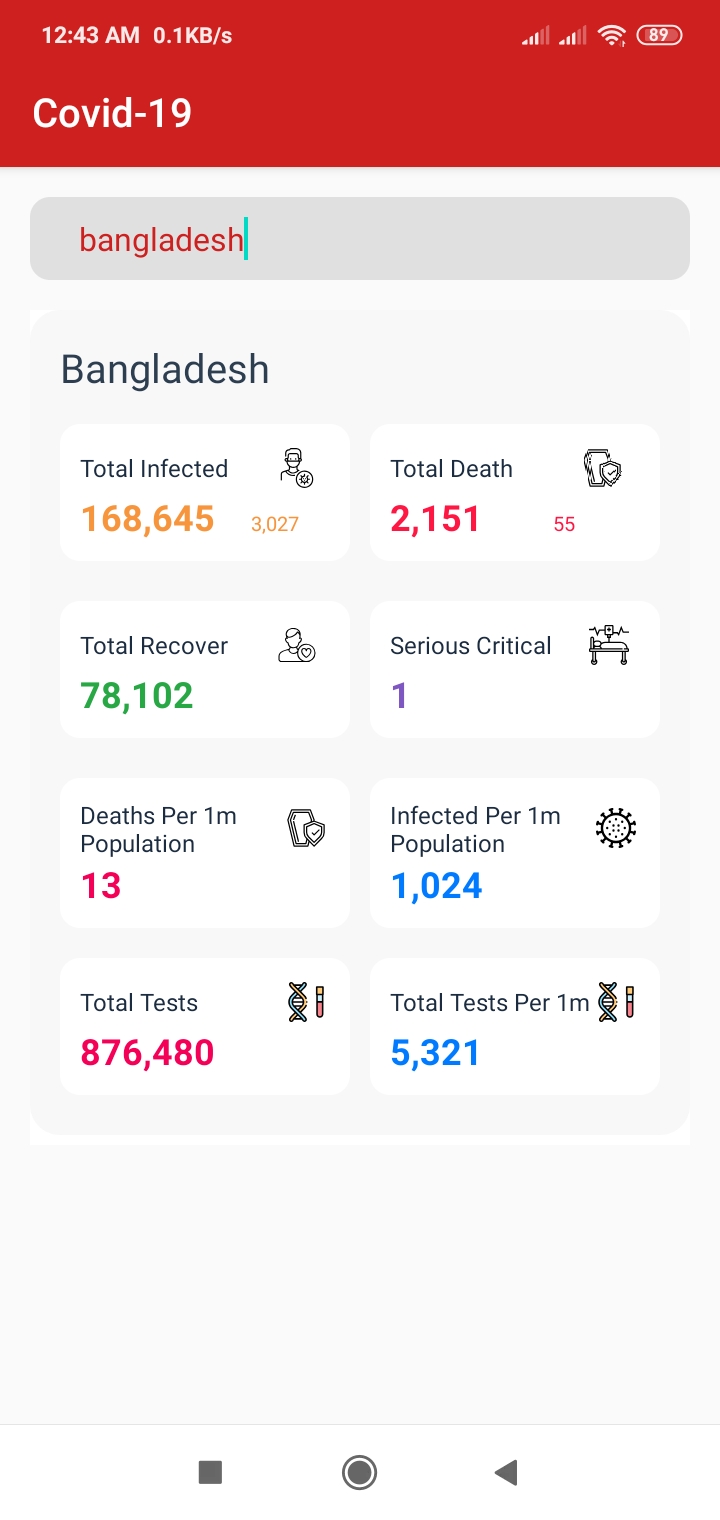 12:43 AM 0.1KB/s 89
Covid-19
bangladesh
Bangladesh
Total Infected
168,645 3,027
Total Death
2,151 55
Total Recover
78,102
Serious Critical
1
Deaths Per 1m
Population
13
Infected Per 1m
Population
1,024
Total Tests
876,480
Total Tests Per 1m
5,321